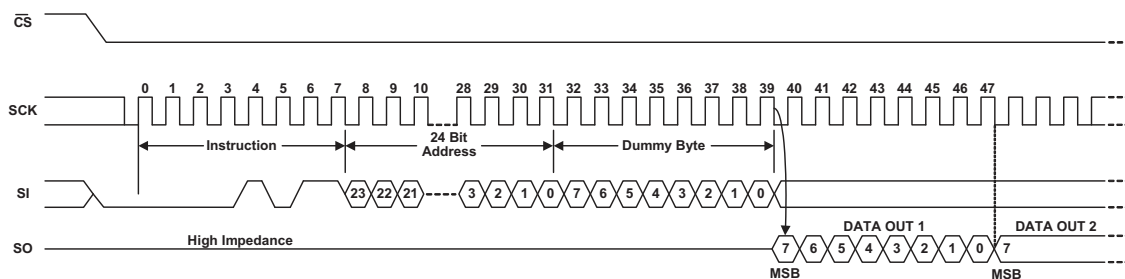 CS
0 1 2 3 4 5 6 7 8 9 10 28 29 30 31 32 33 34 35 36 37 38 39 40 41 42 43 44 45 46 47
SCK
Instruction
24 Bit
Address
Dummy Byte
SI
23 22 21 3 2 1 0 7 6 5 4 3 2 1 0
High Impedance
DATA OUT 1
DATA OUT 2
SO
7 6 5 4 3 2 1 0 7
MSB
MSB